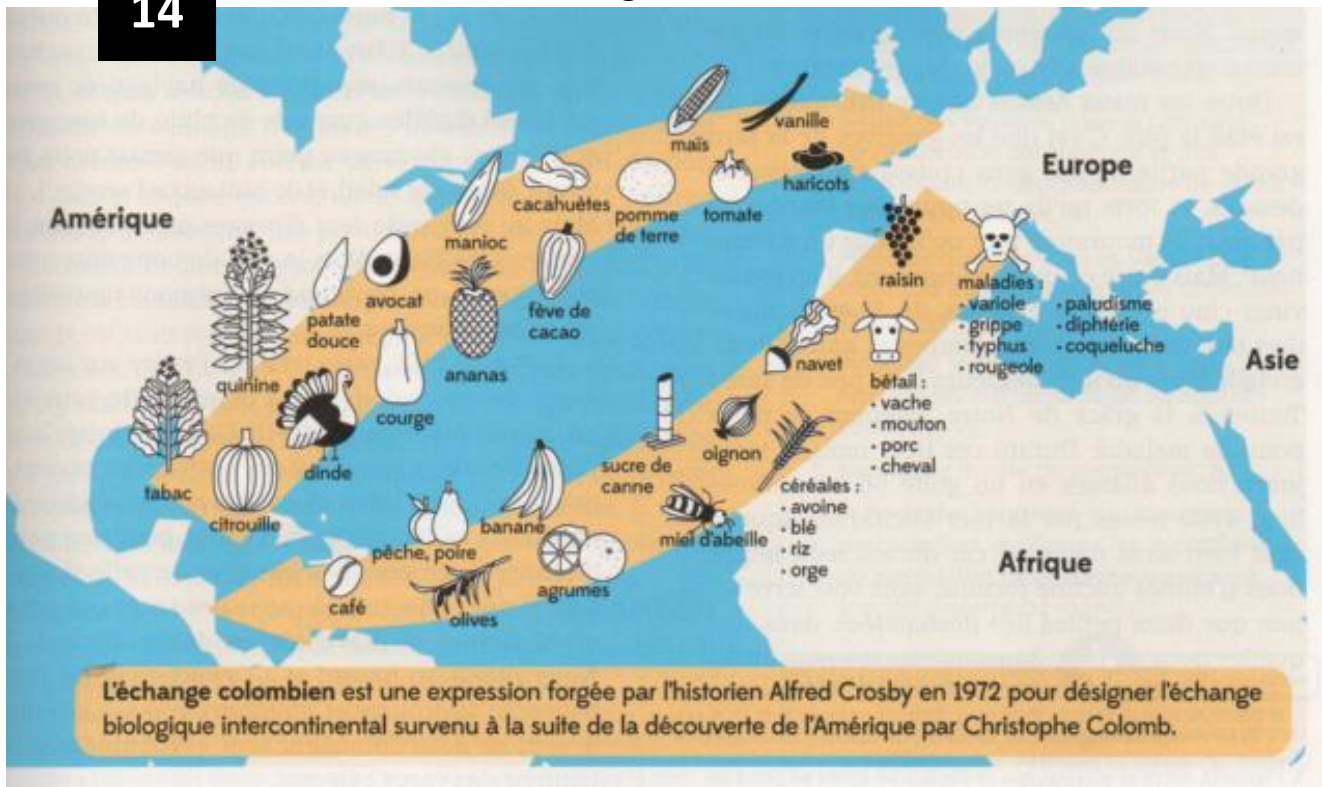 14
Amérique
Europe
Asie
Afrique
maïs
vanille
cacahuètes
pomme
de terre
tomate
haricots
manioc
fève de
cacao
avocat
patate
douce
ananas
quinine
courge
dinde
tabac
citrouille
raisin
maladies :
• variole
• grippe
• typhus
• rougeole
• paludisme
• diphtérie
• coqueluche
navet
bétail :
• vache
• mouton
• porc
• cheval
sucre de
canne
oignon
céréales :
• avoine
• blé
• riz
• orge
miel d'abeille
banane
pêche, poire
agrumes
café
olives
L'échange colombien est une expression forgée par l'historien Alfred Crosby en 1972 pour désigner l'échange
biologique intercontinental survenu à la suite de la découverte de l'Amérique par Christophe Colomb.